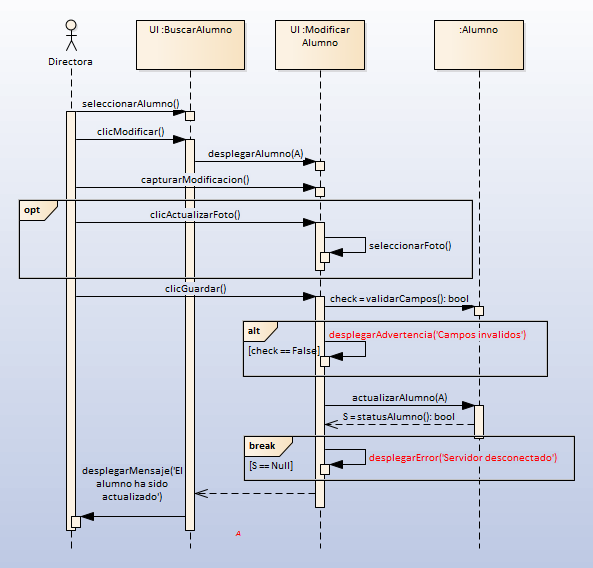 UI :BuscarAlumno
UI :Modificar
Alumno
:Alumno
Directora
seleccionarAlumno()
clicModificar()
desplegarAlumno(A)
capturarModificacion()
opt
clicActualizarFoto()
seleccionarFoto()
clicGuardar()
check = validarCampos(): bool
alt
desplegarAdvertencia('Campos invalidos')
[check == False]
actualizarAlumno(A)
S = statusAlumno(): bool
break
desplegarError('Servidor desconectado')
[S == Null]
desplegarMensaje('El
alumno ha sido
actualizado')
A